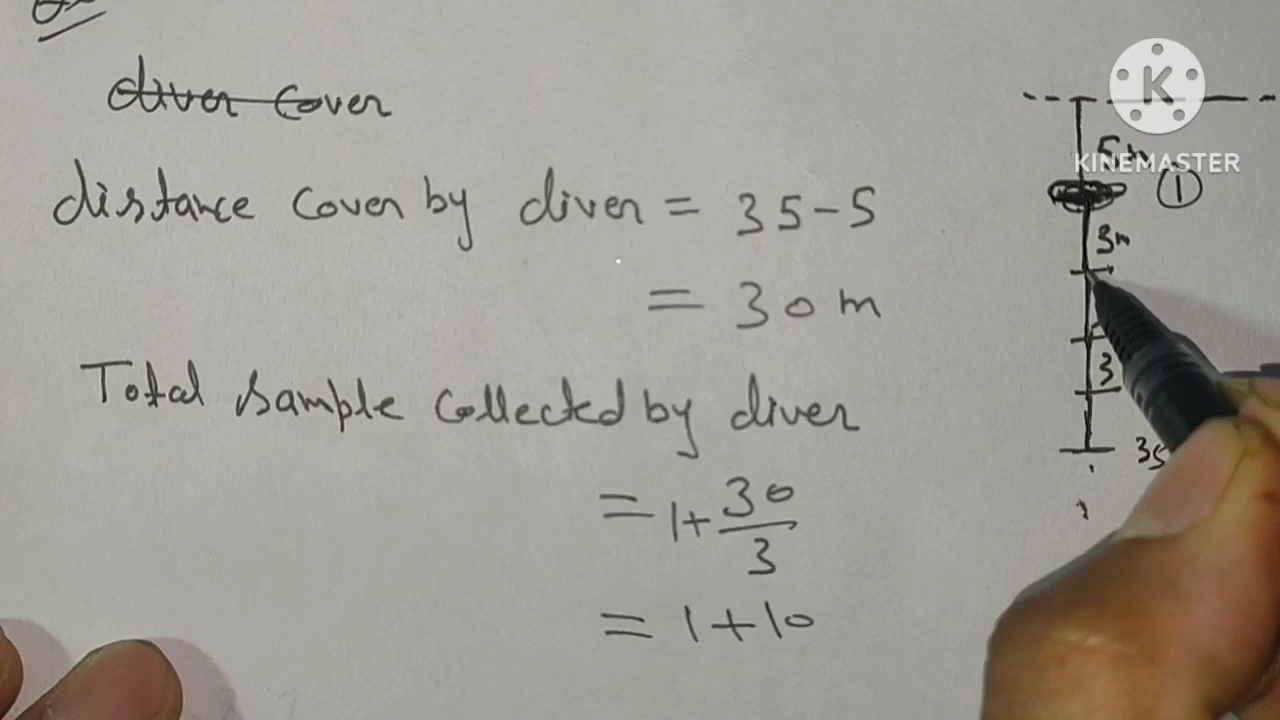 diver cover
distance cover by diver = 35-5
= 30 m
Total sample collected by diver
= 1+ 30/3
= 1+10
K
KINEMASTER
5m
1
3m
3
35